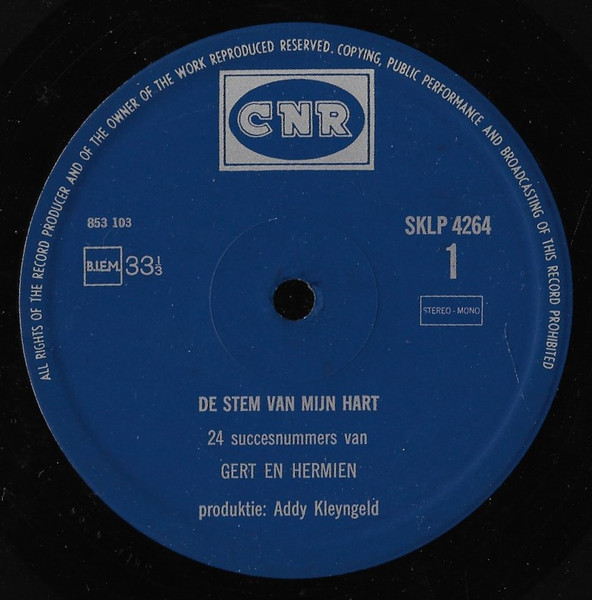 ALL RIGHTS OF THE RECORD PRODUCER AND OF THE OWNER OF THE WORK REPRODUCED RESERVED. COPYING, PUBLIC PERFORMANCE AND BROADCASTING OF THIS RECORD PROHIBITED
CNR
853 103
SKLP 4264
1
B.I.E.M.
33 1/3
STEREO - MONO
DE STEM VAN MIJN HART
24 succesnummers van
GERT EN HERMIEN
produktie: Addy Kleyngeld